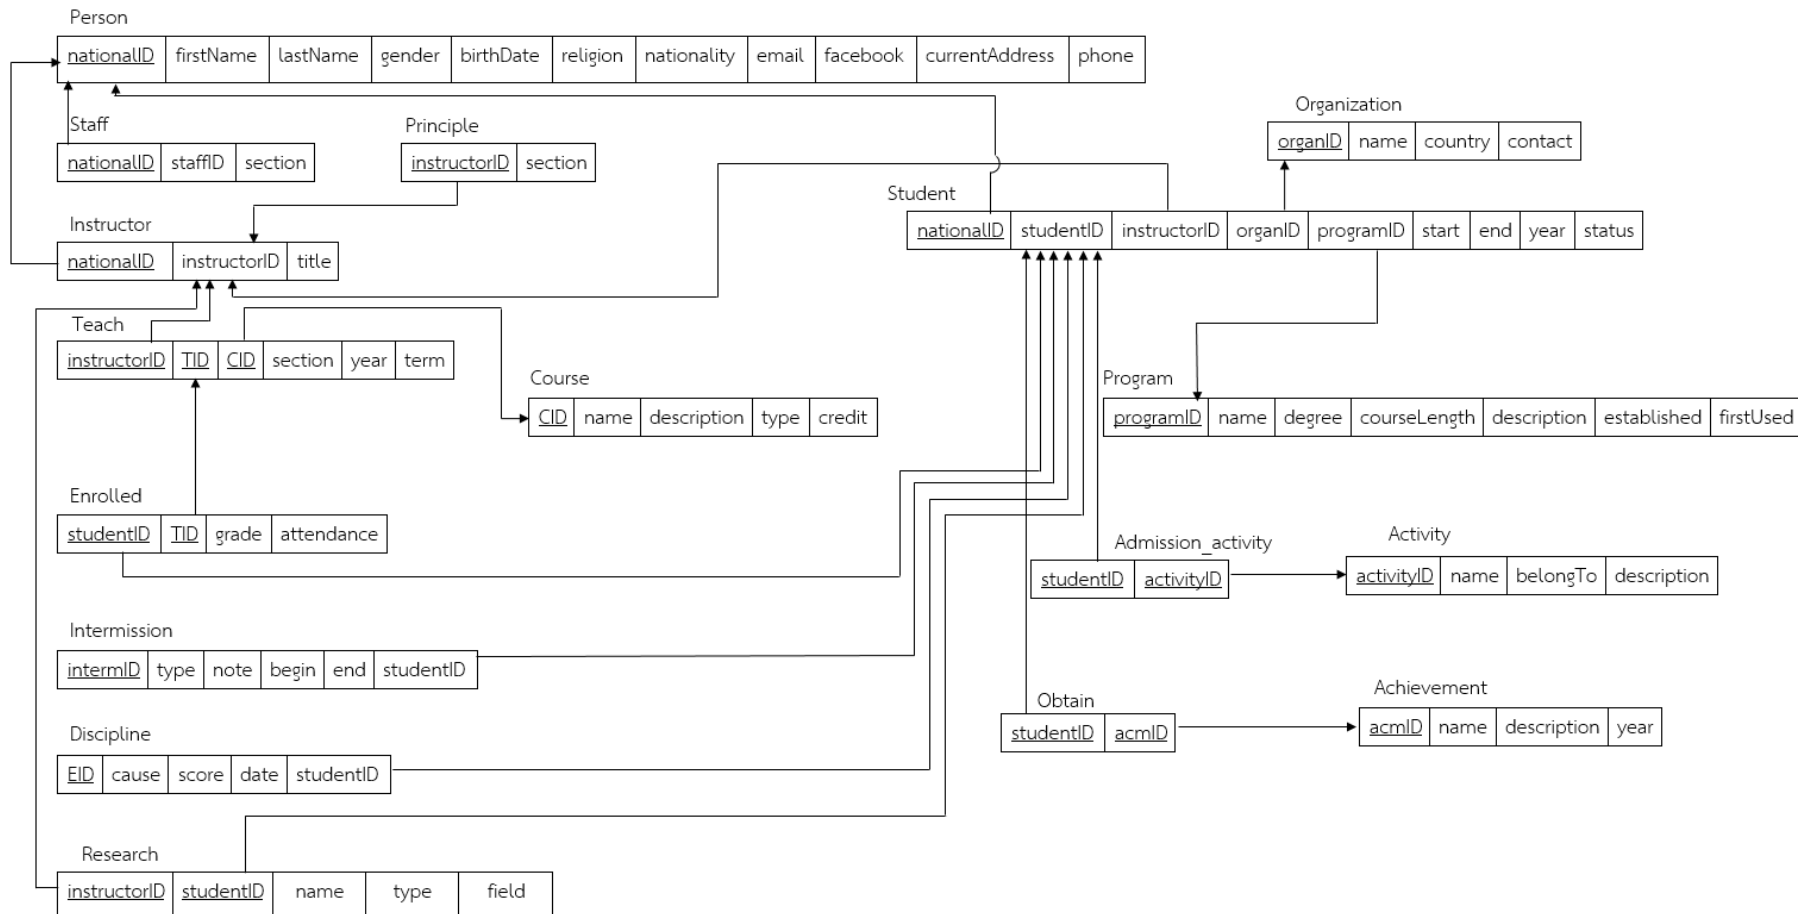 Person
nationalID firstName lastName gender birthDate religion nationality email facebook currentAddress phone
Staff
nationalID staffID section
Principle
instructorID section
Organization
organID name country contact
Student
nationalID studentID instructorID organID programID start end year status
Instructor
nationalID instructorID title
Teach
instructorID TID CID section year term
Course
CID name description type credit
Program
programID name degree courseLength description established firstUsed
Enrolled
studentID TID grade attendance
Admission_activity
studentID activityID
Activity
activityID name belongTo description
Intermission
intermID type note begin end studentID
Obtain
studentID acmID
Achievement
acmID name description year
Discipline
EID cause score date studentID
Research
instructorID studentID name type field